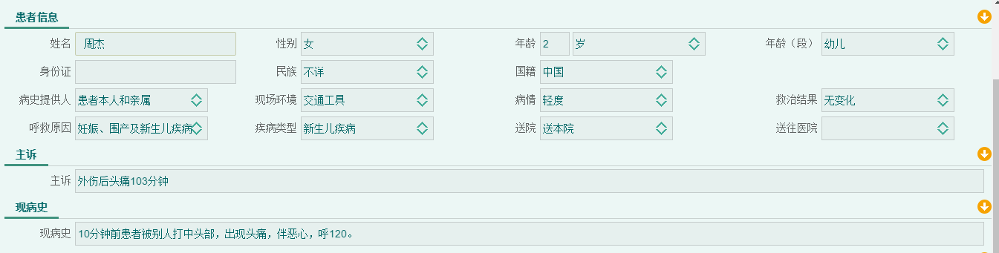 患者信息
姓名 周杰 性别 女 年龄 2 岁 年龄（段） 幼儿
身份证 民族 不详 国籍 中国
病史提供人 患者本人和亲属 现场环境 交通工具 病情 轻度 救治结果 无变化
呼救原因 妊娠、围产及新生儿疾病 疾病类型 新生儿疾病 送院 送本院 送往医院
主诉
主诉 外伤后头痛103分钟
现病史
现病史 10分钟前患者被别人打中头部，出现头痛，伴恶心，呼120。